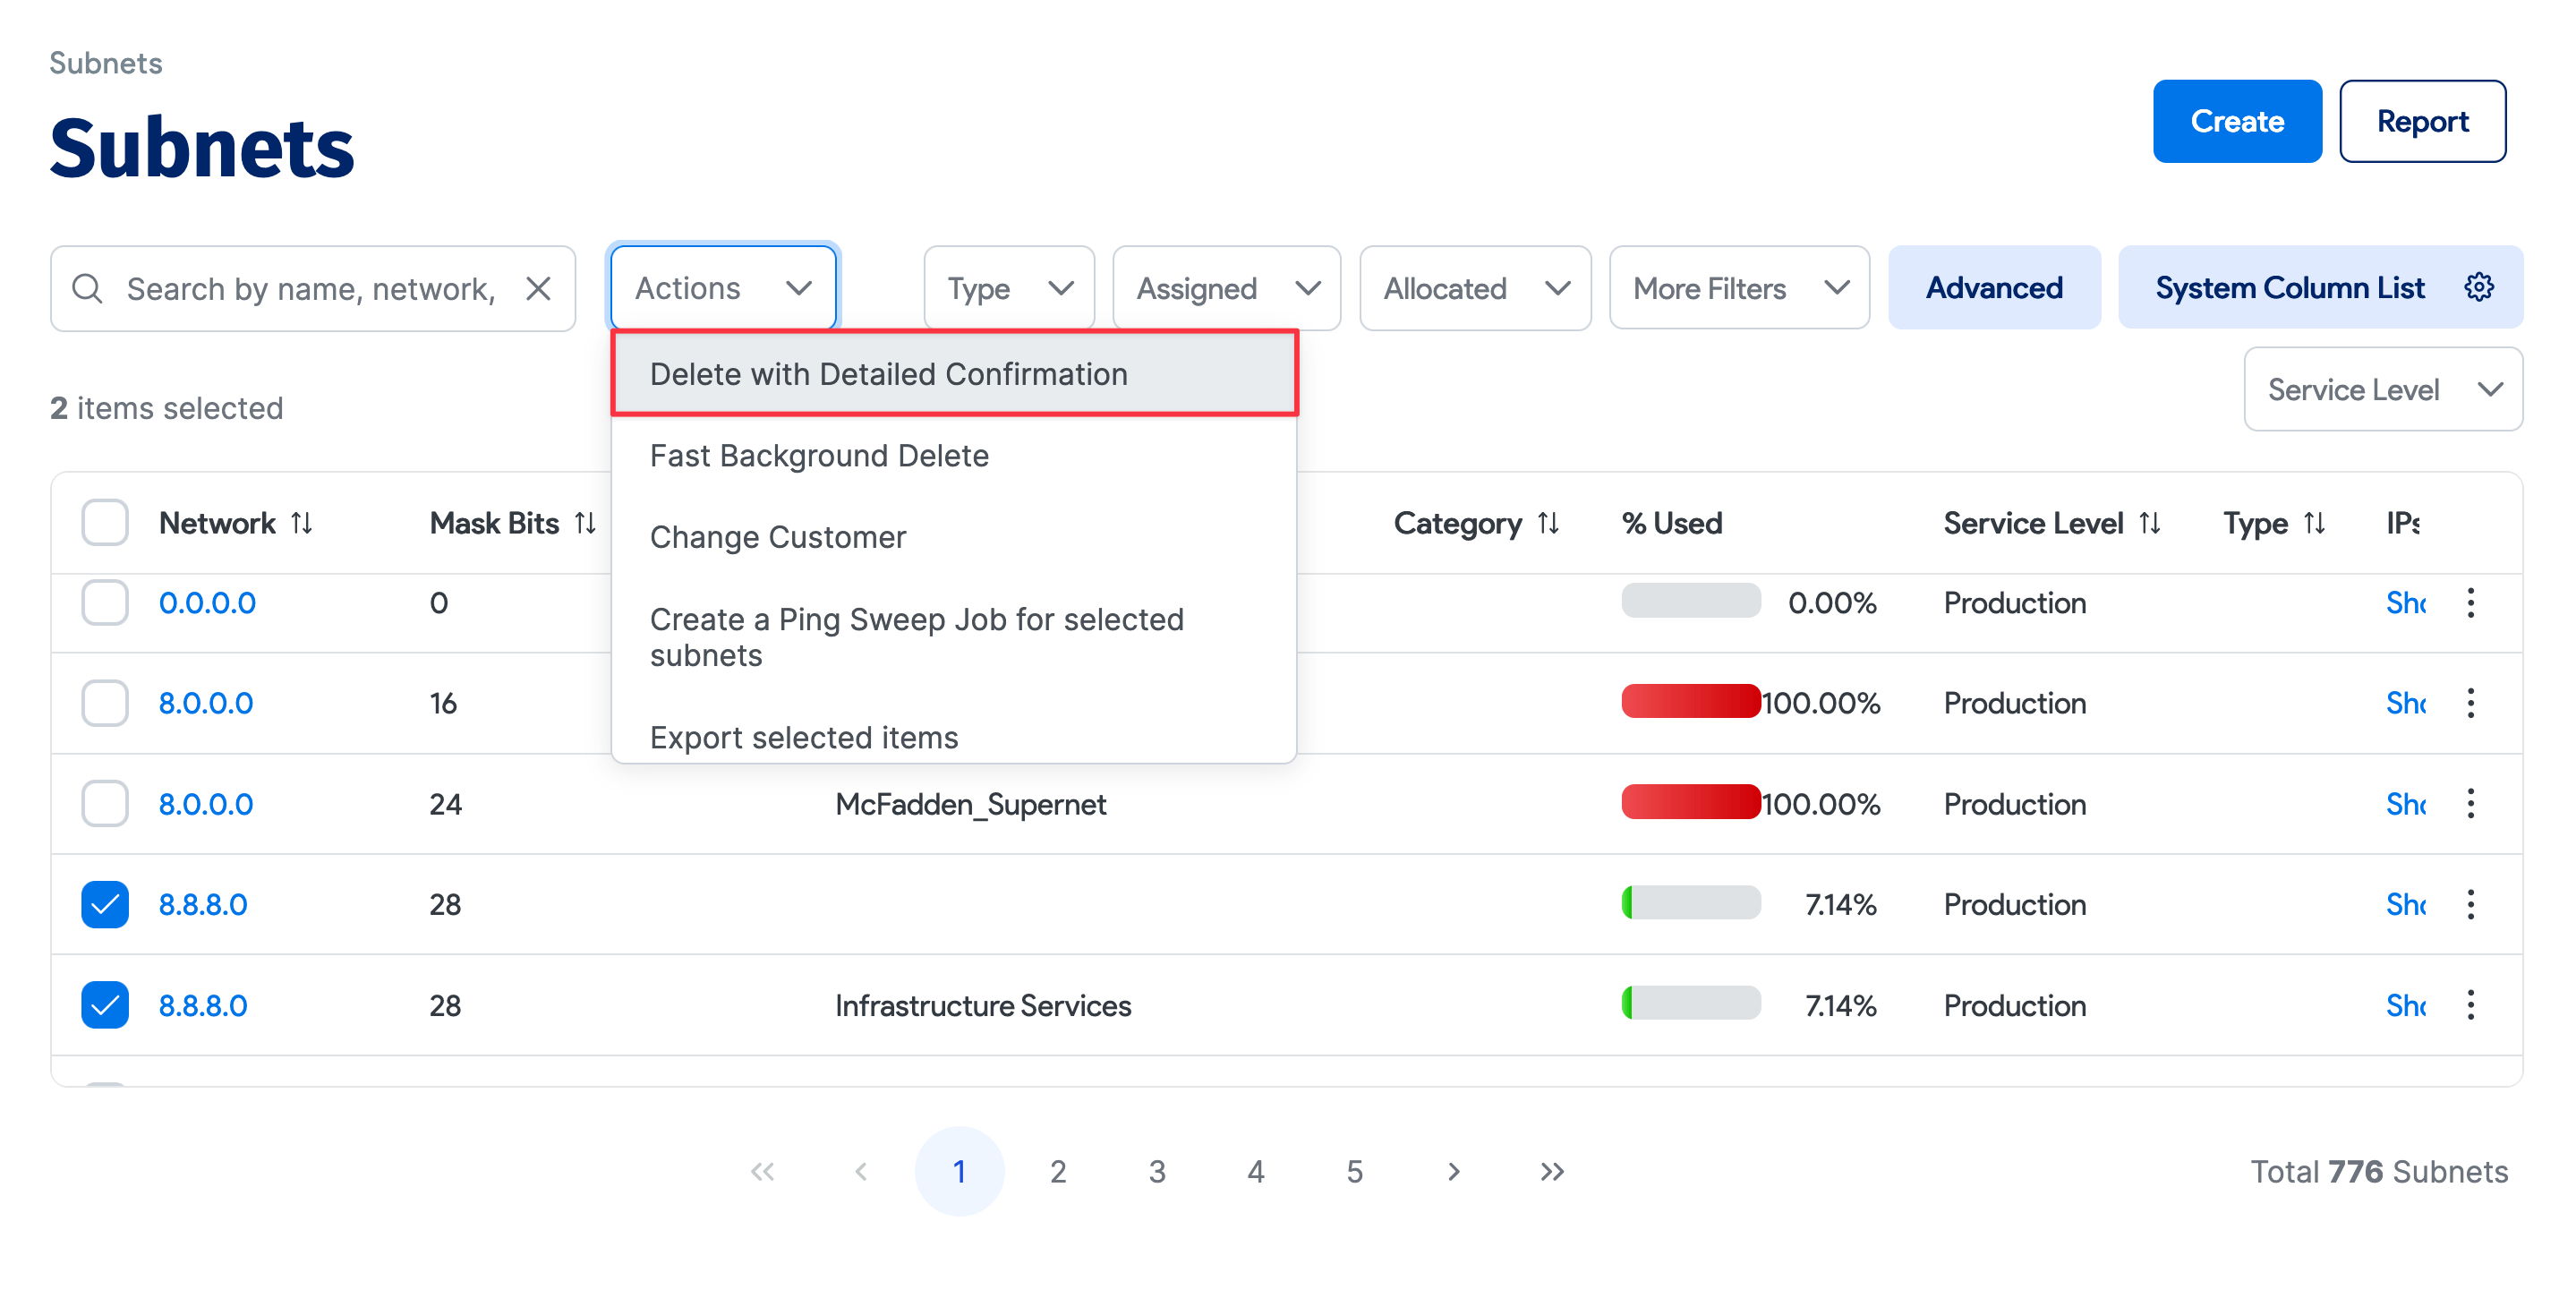 Subnets
Subnets
Create
Report
Search by name, network,
Actions
Type
Assigned
Allocated
More Filters
Advanced
System Column List
Delete with Detailed Confirmation
Service Level
2 items selected
Fast Background Delete
Change Customer
Create a Ping Sweep Job for selected
subnets
Export selected items
Network Mask Bits Category % Used Service Level Type IPs
0.0.0.0 0 0.00% Production Sho
8.0.0.0 16 100.00% Production Sho
8.0.0.0 24 McFadden_Supernet 100.00% Production Sho
8.8.8.0 28 7.14% Production Sho
8.8.8.0 28 Infrastructure Services 7.14% Production Sho
« ‹ 1 2 3 4 5 › »
Total 776 Subnets